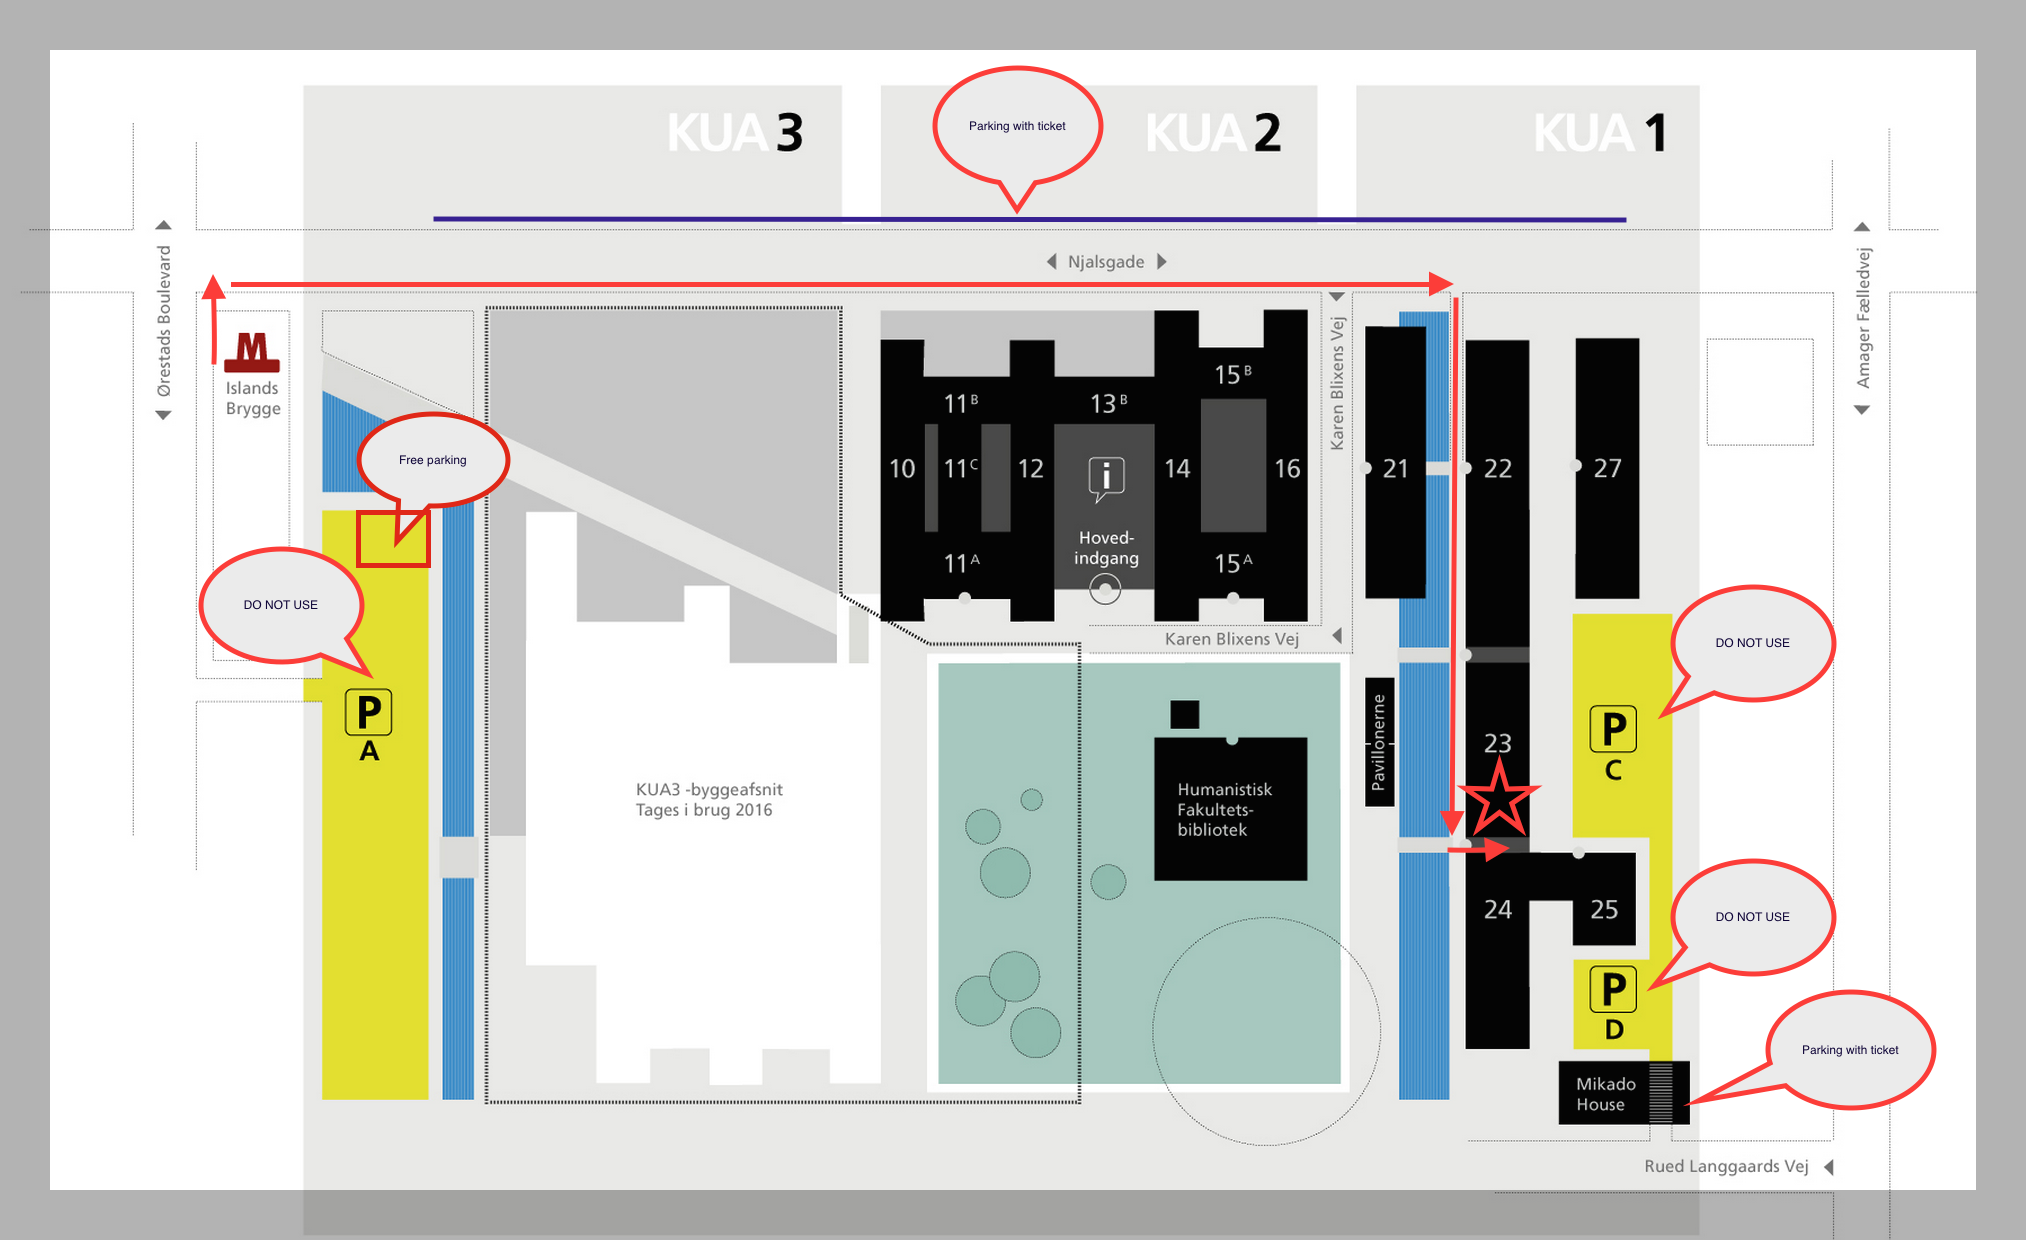 KUA 3
Parking with ticket
KUA 2
KUA 1
Njalsgade
Ørestads Boulevard
Amager Fælledvej
M
Islands
Brygge
Karen Blixens Vej
15 B
11 B
13 B
10
11 C
12
i
14
16
21
22
27
Free parking
Hoved-
indgang
11 A
15 A
DO NOT USE
Karen Blixens Vej
DO NOT USE
P
A
Pavillonerne
23
P
C
KUA3 -byggeafsnit
Tages i brug 2016
Humanistisk
Fakultets-
bibliotek
24
25
DO NOT USE
P
D
Parking with ticket
Mikado
House
Rued Langgaards Vej